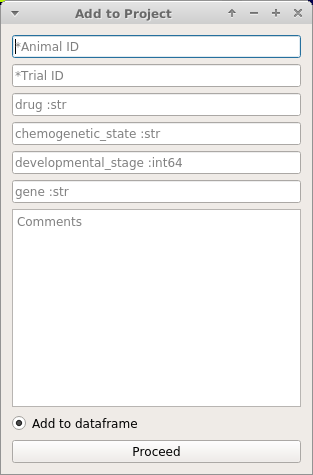 Add to Project
*Animal ID
*Trial ID
drug :str
chemogenetic_state :str
developmental_stage :int64
gene :str
Comments
Add to dataframe
Proceed